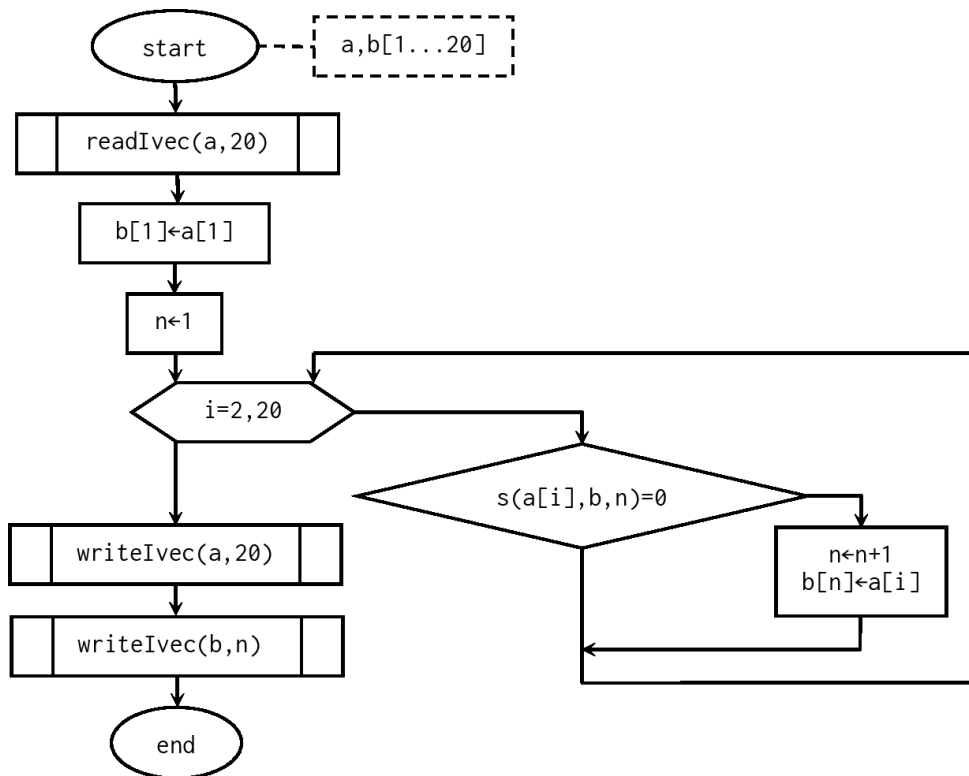 start
a,b[1...20]
readIvec(a,20)
b[1]←a[1]
n←1
i=2,20
s(a[i],b,n)=0
n←n+1
b[n]←a[i]
writeIvec(a,20)
writeIvec(b,n)
end